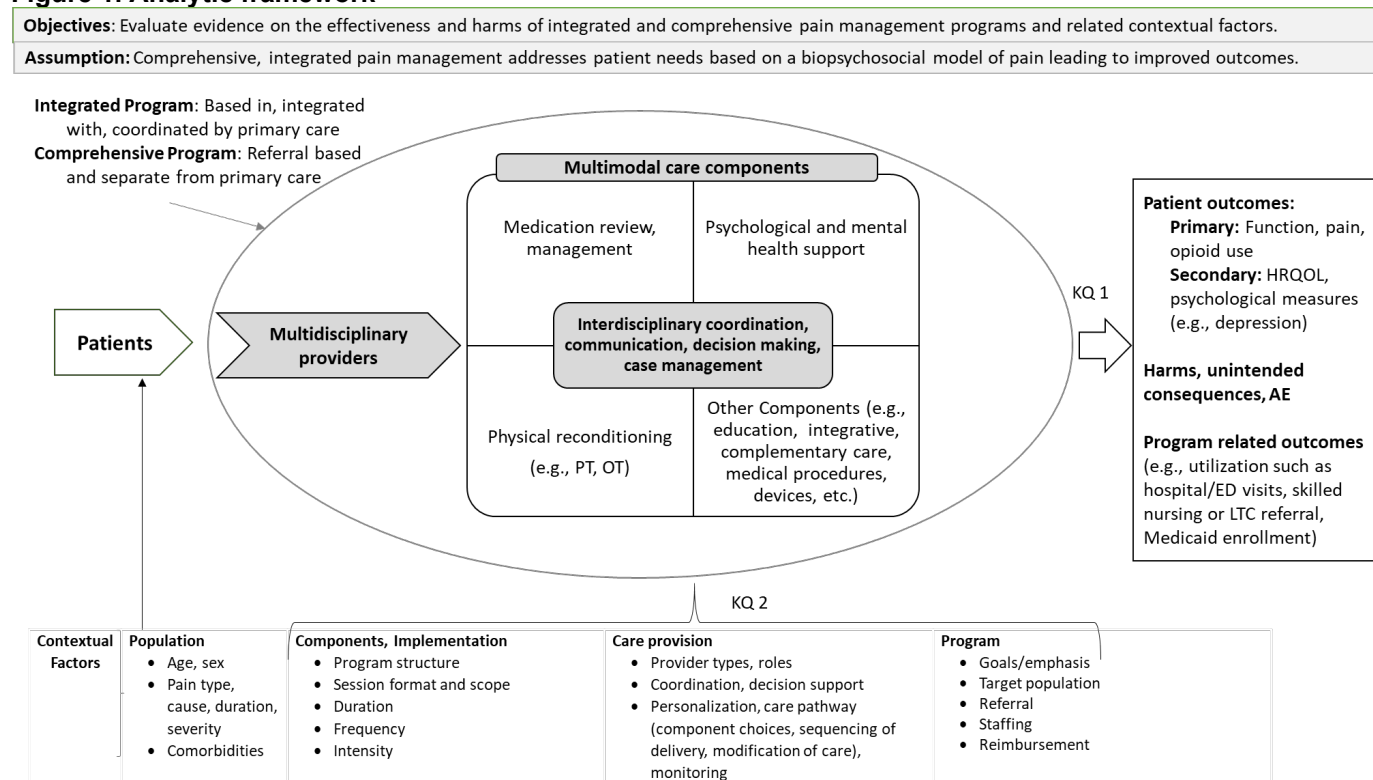 Figure 1. Analytic framework
Objectives: Evaluate evidence on the effectiveness and harms of integrated and comprehensive pain management programs and related contextual factors.
Assumption: Comprehensive, integrated pain management addresses patient needs based on a biopsychosocial model of pain leading to improved outcomes.
Integrated Program: Based in, integrated
with, coordinated by primary care
Comprehensive Program: Referral based
and separate from primary care
Patients
Multidisciplinary
providers
Multimodal care components
Medication review,
management
Psychological and mental
health support
Interdisciplinary coordination,
communication, decision making,
case management
Physical reconditioning
(e.g., PT, OT)
Other Components (e.g.,
education, integrative,
complementary care,
medical procedures,
devices, etc.)
KQ 1
Patient outcomes:
Primary: Function, pain,
opioid use
Secondary: HRQOL,
psychological measures
(e.g., depression)
Harms, unintended
consequences, AE
Program related outcomes
(e.g., utilization such as
hospital/ED visits, skilled
nursing or LTC referral,
Medicaid enrollment)
KQ 2
Contextual
Factors
Population
• Age, sex
• Pain type,
cause, duration,
severity
• Comorbidities
Components, Implementation
• Program structure
• Session format and scope
• Duration
• Frequency
• Intensity
Care provision
• Provider types, roles
• Coordination, decision support
• Personalization, care pathway
(component choices, sequencing of
delivery, modification of care),
monitoring
Program
• Goals/emphasis
• Target population
• Referral
• Staffing
• Reimbursement